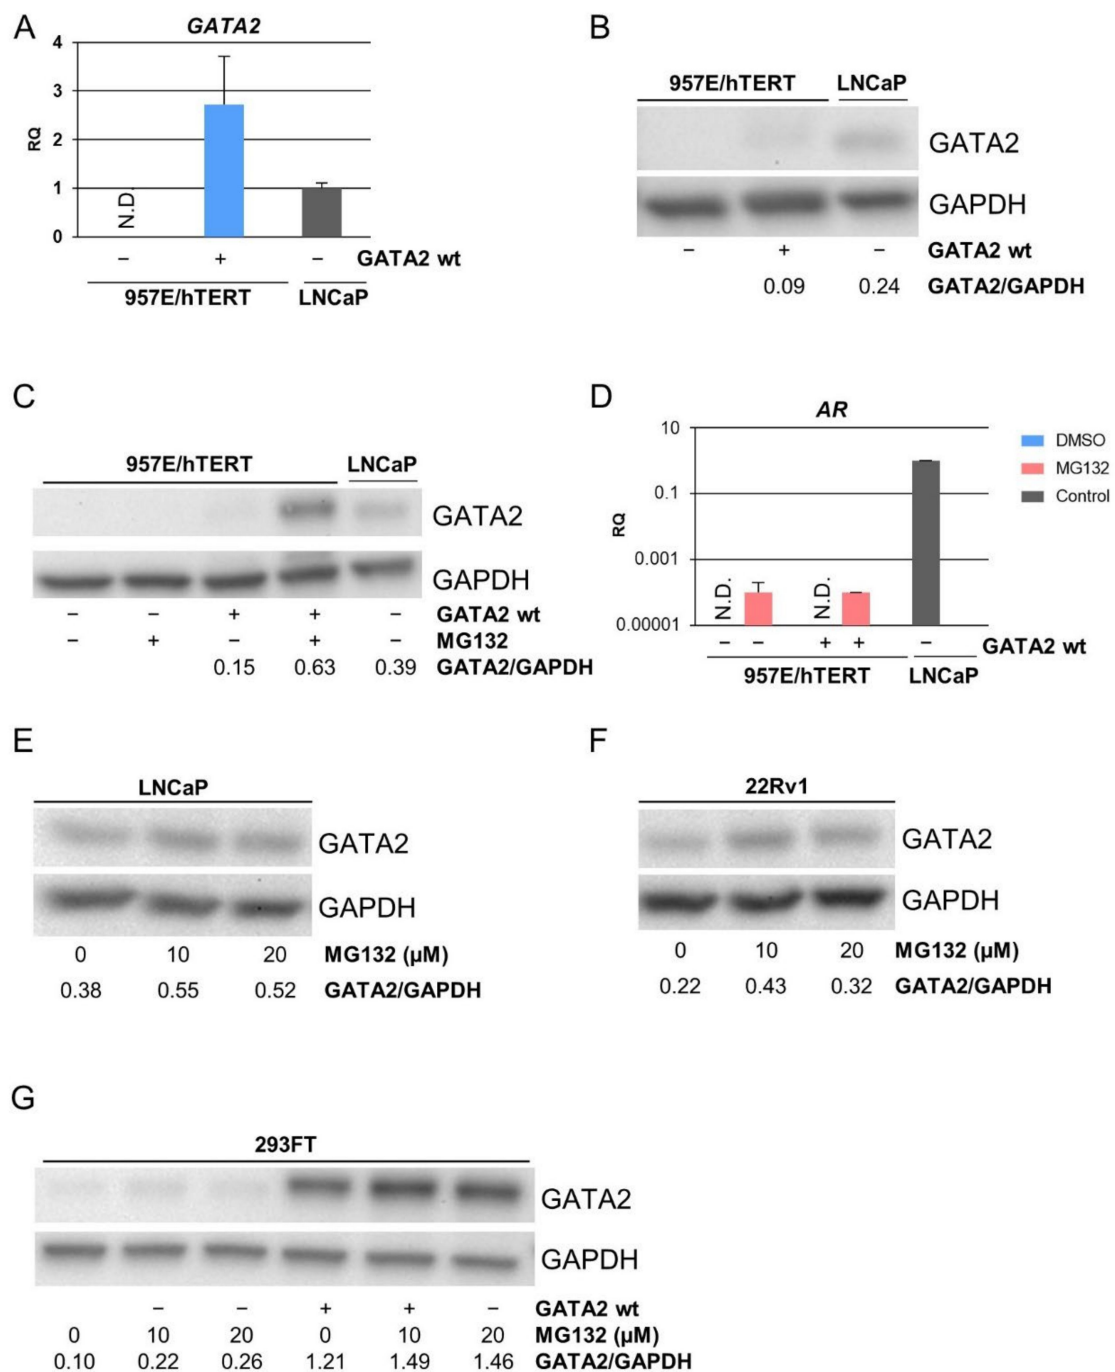 A
GATA2
4
3
2
1
0
RQ
N.D.
− + − GATA2 wt
957E/hTERT LNCaP
B
957E/hTERT LNCaP
GATA2
GAPDH
− + − GATA2 wt
0.09 0.24 GATA2/GAPDH
C
957E/hTERT LNCaP
GATA2
GAPDH
− − + + − GATA2 wt
− + − + − MG132
0.15 0.63 0.39 GATA2/GAPDH
D
AR
10
0.1
0.001
0.00001
RQ
N.D. N.D.
DMSO
MG132
Control
− − + + − GATA2 wt
957E/hTERT LNCaP
E
LNCaP
GATA2
GAPDH
0 10 20 MG132 (µM)
0.38 0.55 0.52 GATA2/GAPDH
F
22Rv1
GATA2
GAPDH
0 10 20 MG132 (µM)
0.22 0.43 0.32 GATA2/GAPDH
G
293FT
GATA2
GAPDH
− − + + − GATA2 wt
0 10 20 0 10 20 MG132 (µM)
0.10 0.22 0.26 1.21 1.49 1.46 GATA2/GAPDH